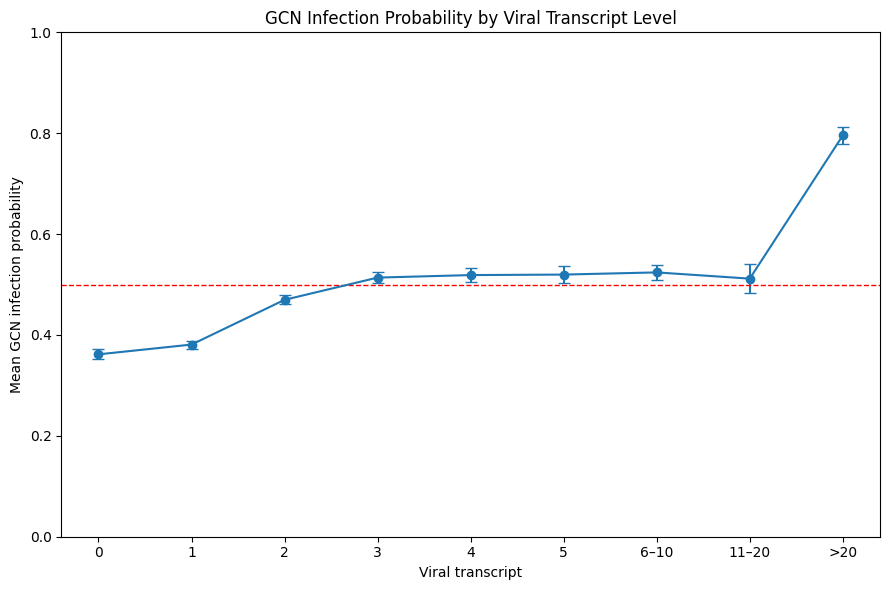 GCN Infection Probability by Viral Transcript Level
Mean GCN infection probability
1.0
0.8
0.6
0.4
0.2
0.0
0 1 2 3 4 5 6–10 11–20 >20
Viral transcript